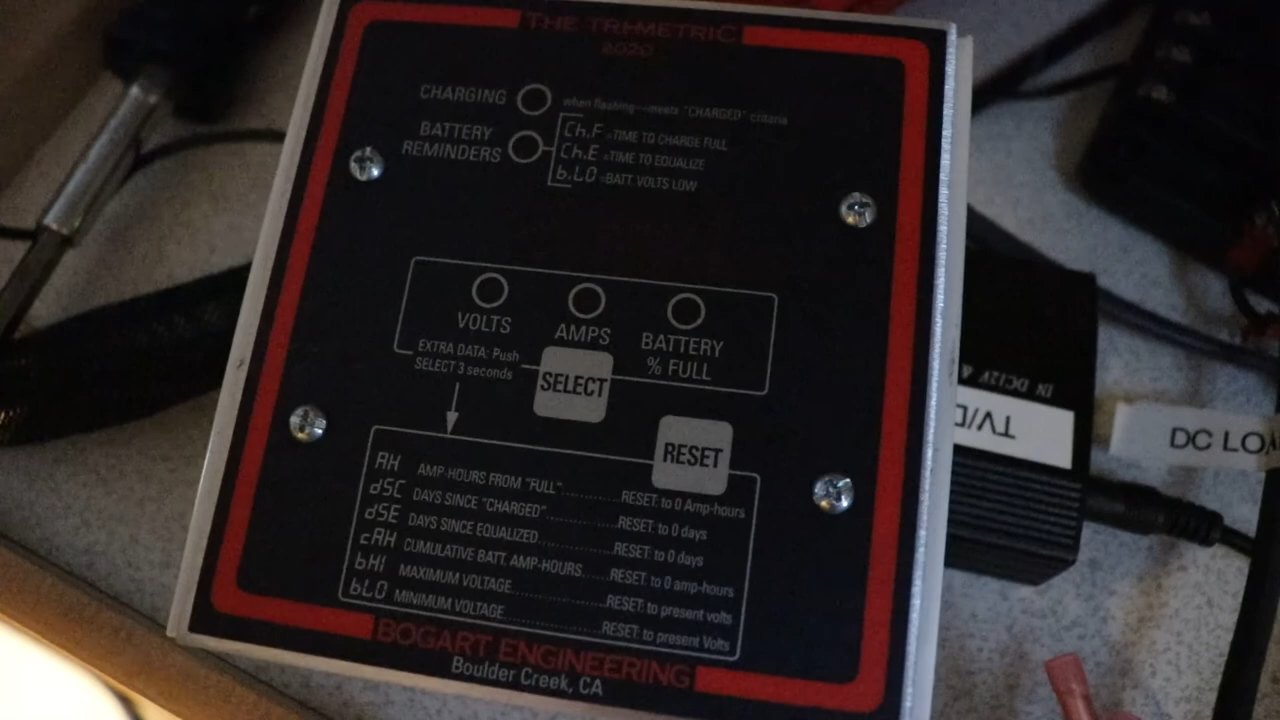 THE TRI-METRIC
2020
CHARGING
when flashing—meets "CHARGED" criteria
BATTERY
REMINDERS
Ch.F =TIME TO CHARGE FULL
Ch.E =TIME TO EQUALIZE
b.LO =BATT. VOLTS LOW
VOLTS
AMPS
BATTERY
% FULL
EXTRA DATA: Push
SELECT 3 seconds
SELECT
RESET
AH AMP-HOURS FROM "FULL"..............RESET: to 0 Amp-hours
dSC DAYS SINCE "CHARGED"................RESET: to 0 days
dSE DAYS SINCE EQUALIZED.................RESET: to 0 days
cAH CUMULATIVE BATT. AMP-HOURS......RESET: to 0 amp-hours
bHI MAXIMUM VOLTAGE.....................RESET: to present volts
bLO MINIMUM VOLTAGE......................RESET: to present Volts
BOGART ENGINEERING
Boulder Creek, CA
IN DC12V
TV/D
DC LO